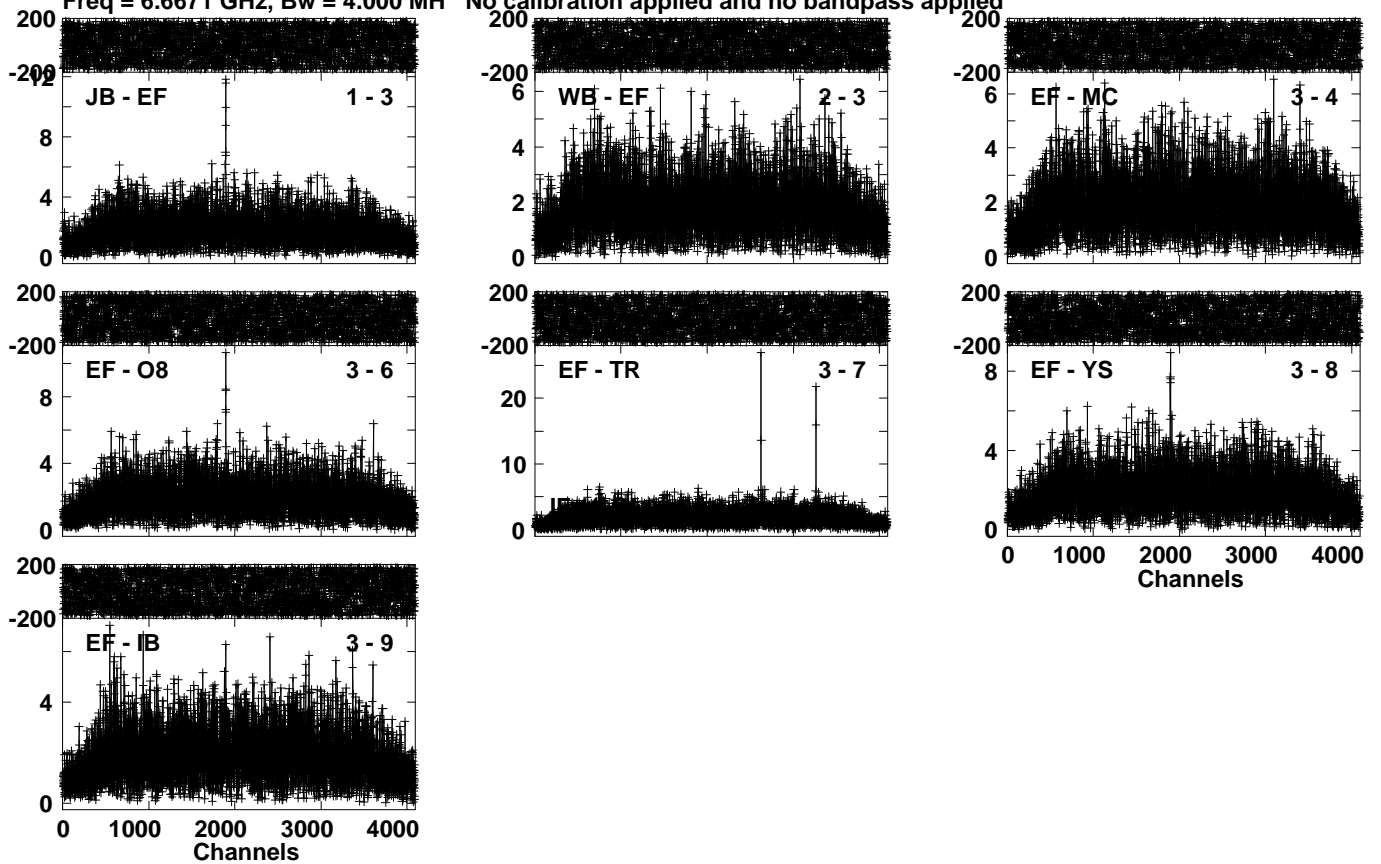 Freq = 6.6671 GHz, Bw = 4.000 MH No calibration applied and no bandpass applied
200 200 200
-200 -200 -200
12
JB - EF 1 - 3 WB - EF 2 - 3 EF - MC 3 - 4
6 6
8
4 4
4
2 2
0 0 0
200 200 200
-200 -200 -200
EF - O8 3 - 6 EF - TR 3 - 7 EF - YS 3 - 8
8 20 8
4 10 4
0 0 0
0 1000 2000 3000 4000
Channels
200
-200
EF - IB 3 - 9
4
0
0 1000 2000 3000 4000
Channels